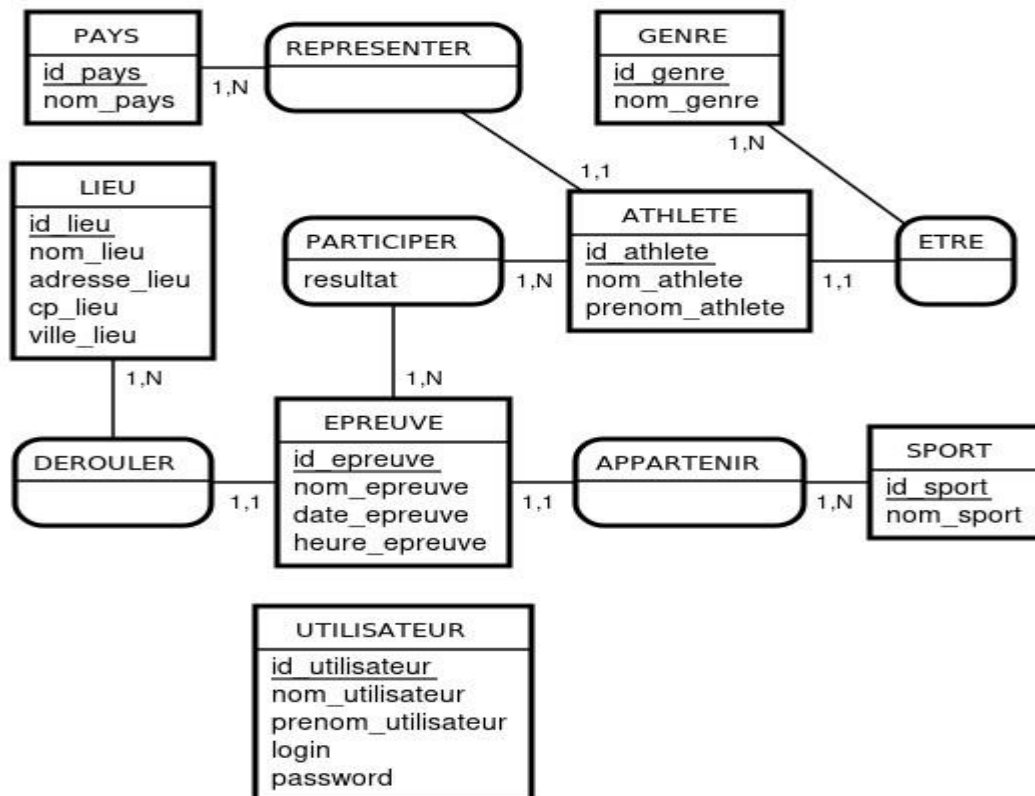 PAYS
id_pays
nom_pays
1,N
REPRESENTER
1,1
GENRE
id_genre
nom_genre
1,N
LIEU
id_lieu
nom_lieu
adresse_lieu
cp_lieu
ville_lieu
1,N
PARTICIPER
resultat
1,N
1,N
ATHLETE
id_athlete
nom_athlete
prenom_athlete
1,1
ETRE
DEROULER
1,1
EPREUVE
id_epreuve
nom_epreuve
date_epreuve
heure_epreuve
1,1
APPARTENIR
1,N
SPORT
id_sport
nom_sport
UTILISATEUR
id_utilisateur
nom_utilisateur
prenom_utilisateur
login
password